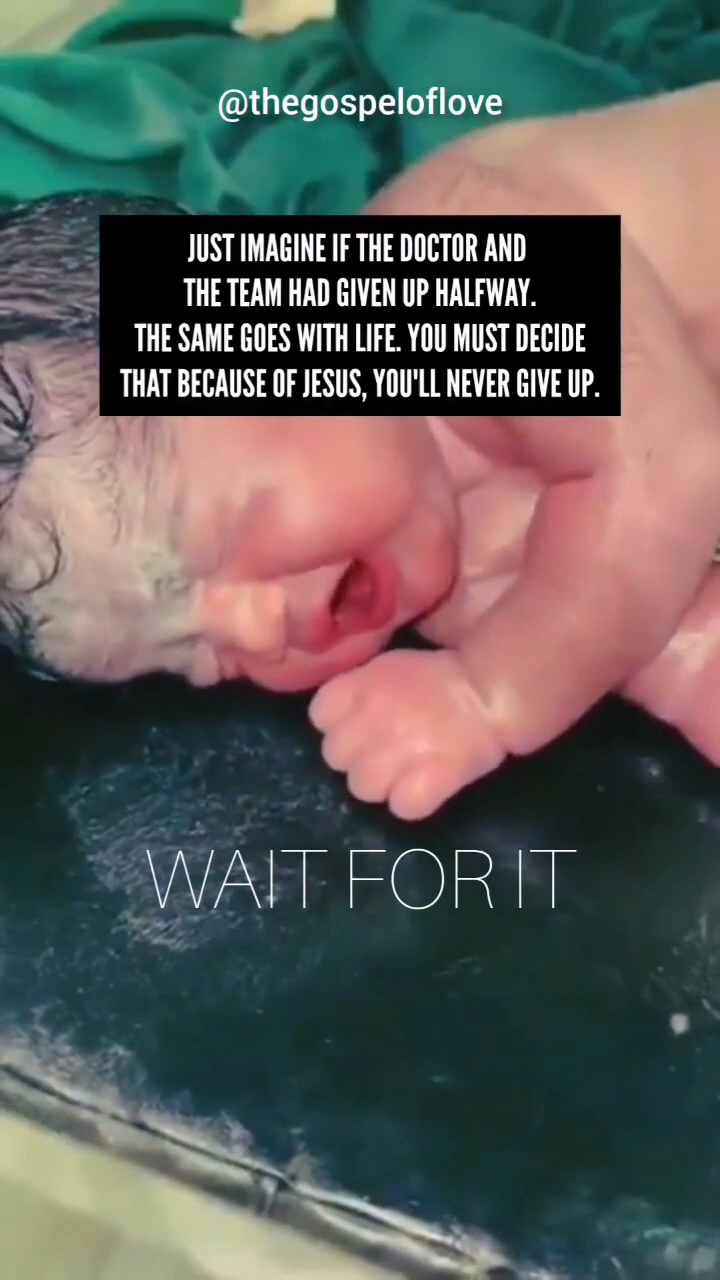 @thegospeloflove
JUST IMAGINE IF THE DOCTOR AND
THE TEAM HAD GIVEN UP HALFWAY.
THE SAME GOES WITH LIFE. YOU MUST DECIDE
THAT BECAUSE OF JESUS, YOU'LL NEVER GIVE UP.
WAIT FOR IT